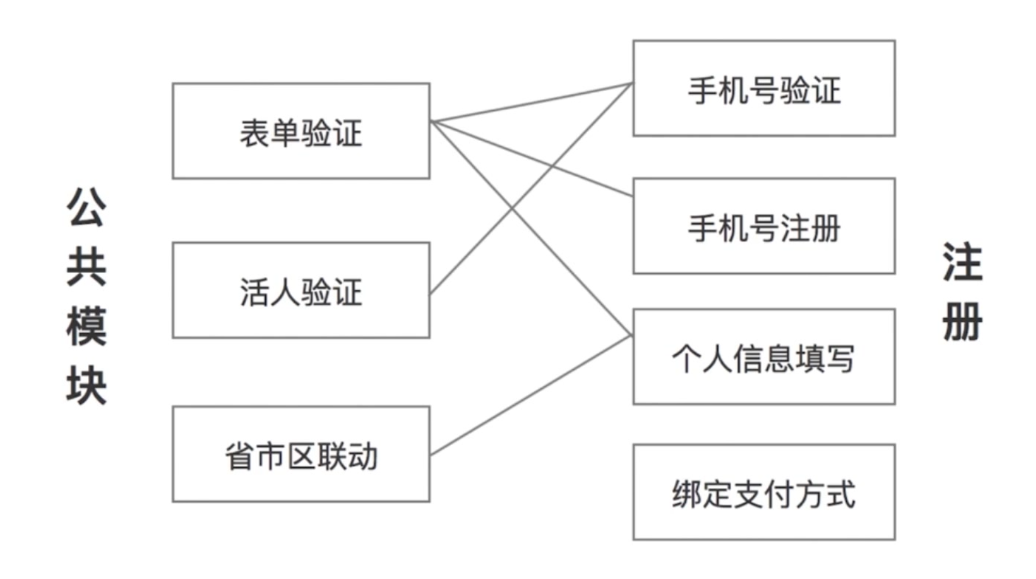 公共模块
表单验证
活人验证
省市区联动
手机号验证
手机号注册
个人信息填写
绑定支付方式
注册